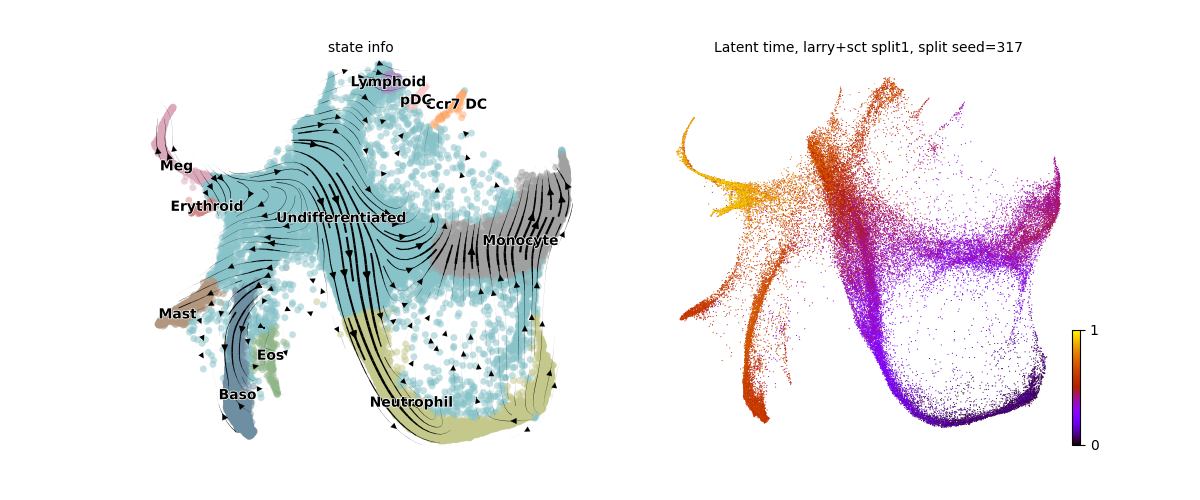 state info
Latent time, larry+sct split1, split seed=317
Lymphoid
pDC
Ccr7 DC
Meg
Erythroid
Undifferentiated
Monocyte
Mast
Eos
Baso
Neutrophil
1
0